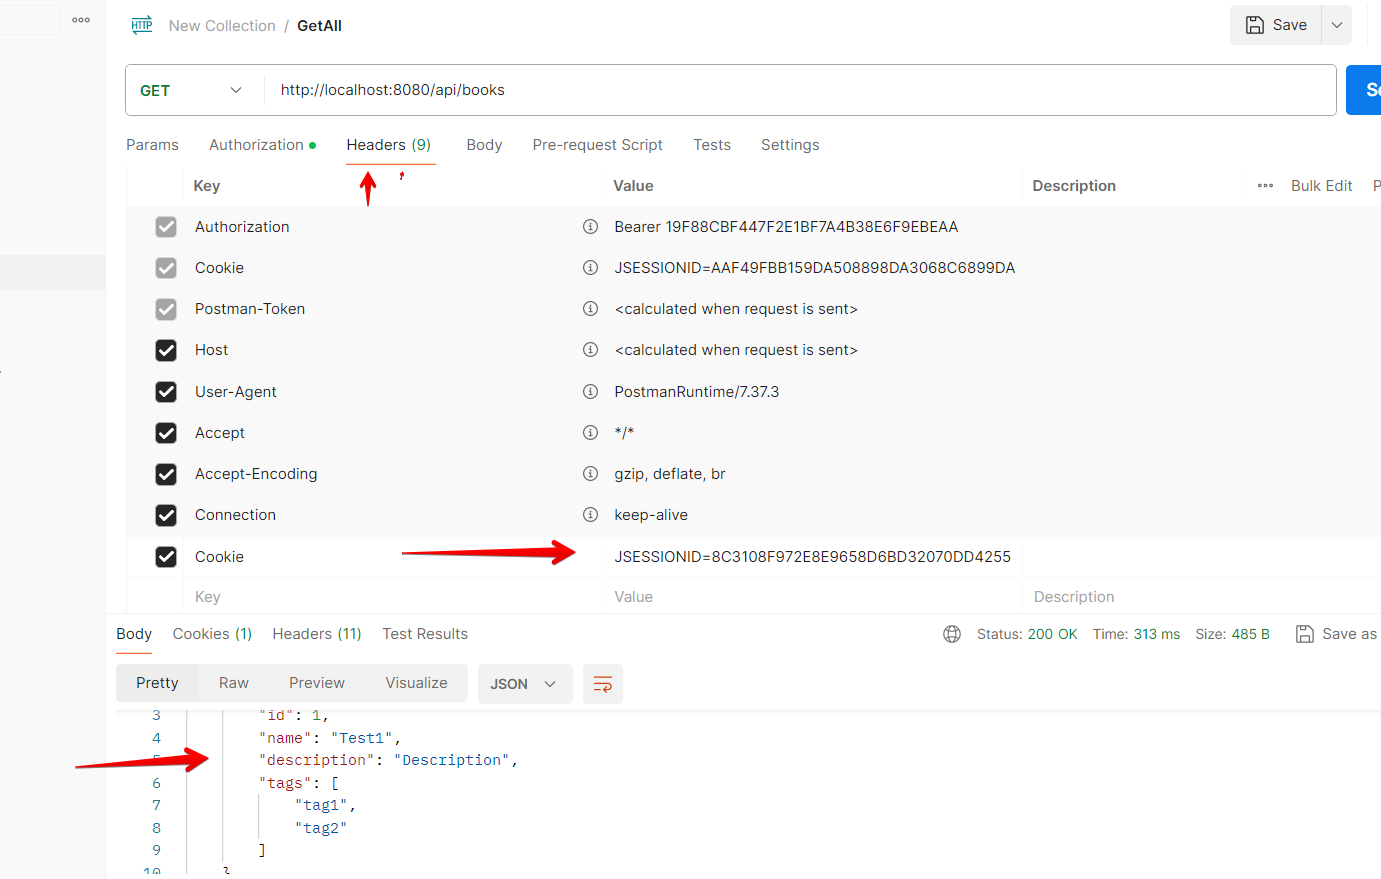 HTTP New Collection / GetAll Save
GET http://localhost:8080/api/books
Params Authorization Headers (9) Body Pre-request Script Tests Settings
Key Value Description Bulk Edit
Authorization Bearer 19F88CBF447F2E1BF7A4B38E6F9EBEAA
Cookie JSESSIONID=AAF49FBB159DA508898DA3068C6899DA
Postman-Token <calculated when request is sent>
Host <calculated when request is sent>
User-Agent PostmanRuntime/7.37.3
Accept */*
Accept-Encoding gzip, deflate, br
Connection keep-alive
Cookie JSESSIONID=8C3108F972E8E9658D6BD32070DD4255
Key Value Description
Body Cookies (1) Headers (11) Test Results Status: 200 OK Time: 313 ms Size: 485 B Save as
Pretty Raw Preview Visualize JSON
3 "id": 1,
4 "name": "Test1",
5 "description": "Description",
6 "tags": [
7 "tag1",
8 "tag2"
9 ]
10 }